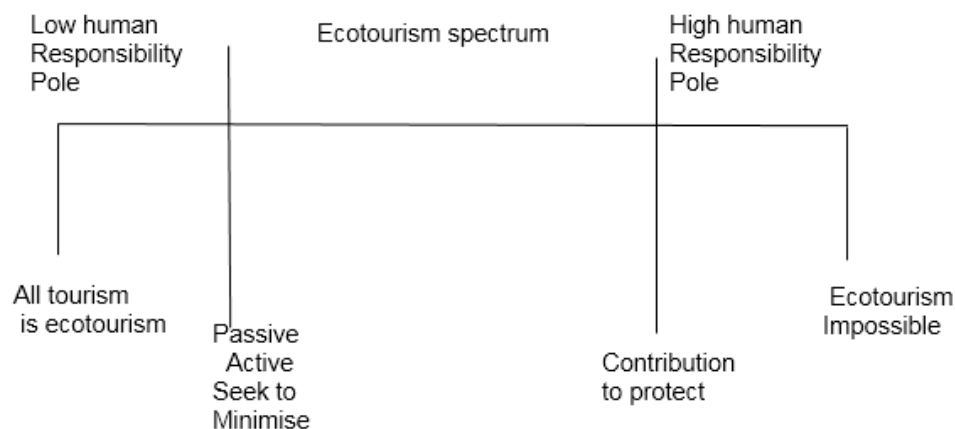 Low human
Responsibility
Pole
Ecotourism spectrum
High human
Responsibility
Pole
All tourism
is ecotourism
Passive
Active
Seek to
Minimise
Contribution
to protect
Ecotourism
Impossible